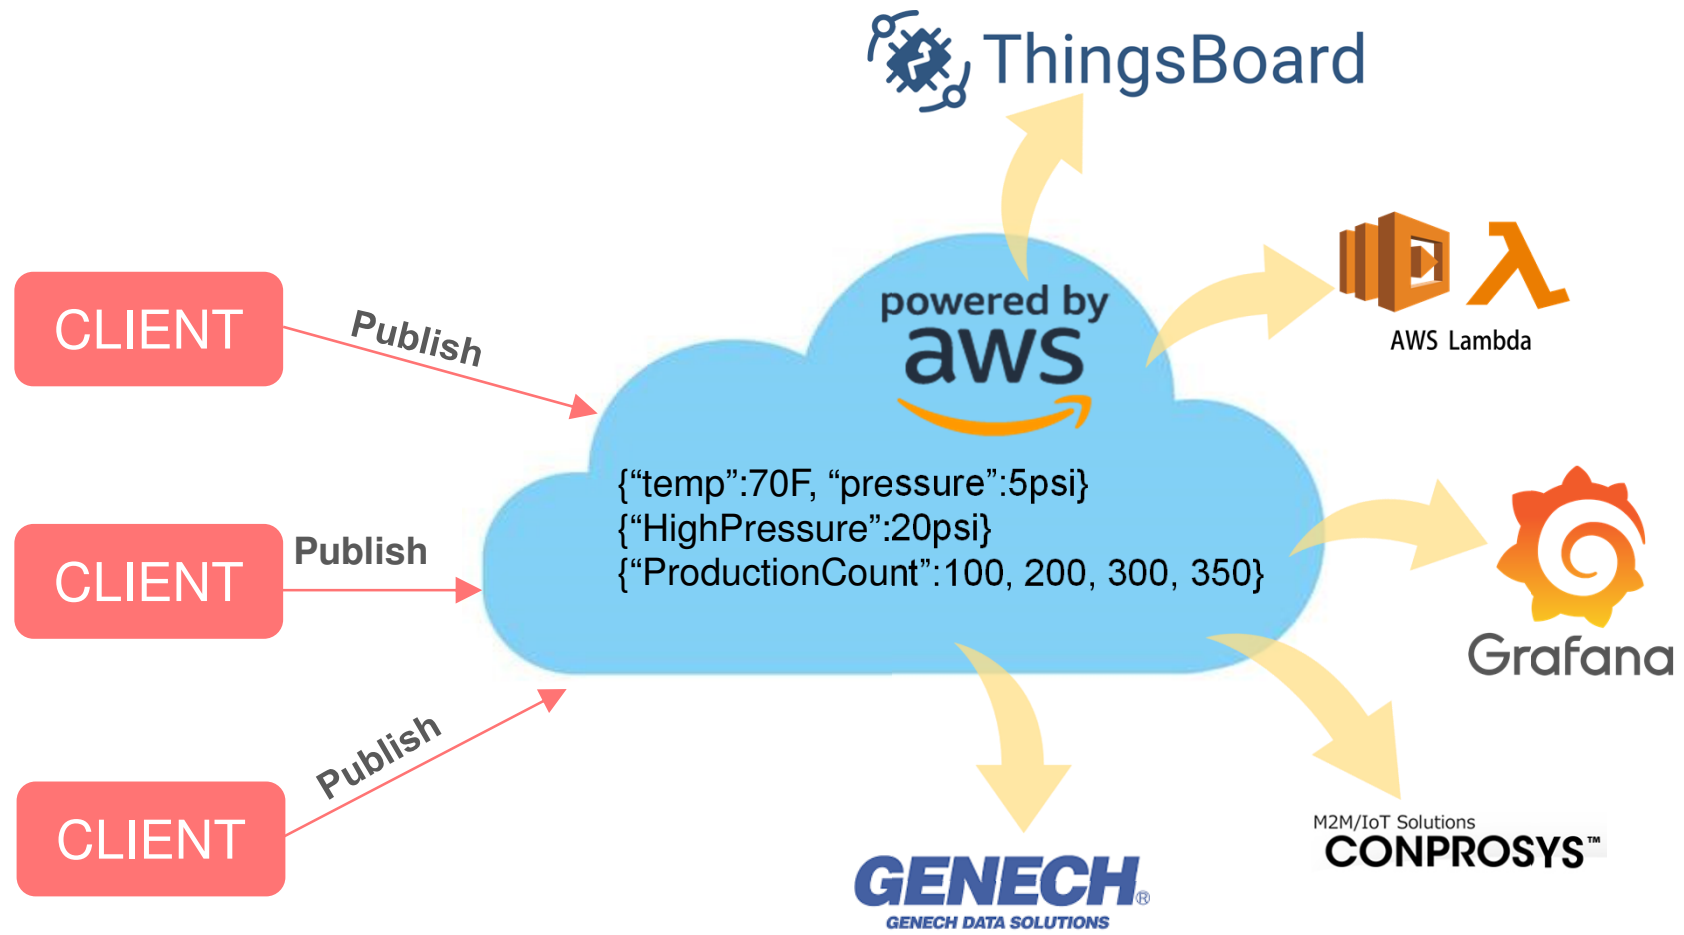 ThingsBoard
powered by
aws
AWS Lambda
CLIENT
Publish
{“temp”:70F, “pressure”:5psi}
{“HighPressure”:20psi}
{“ProductionCount”:100, 200, 300, 350}
CLIENT
Publish
Grafana
CLIENT
Publish
M2M/IoT Solutions
CONPROSYS™
GENECH®
GENECH DATA SOLUTIONS